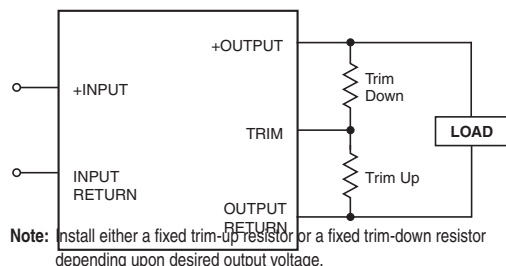 +OUTPUT
Trim
Down
+INPUT
TRIM
LOAD
INPUT
RETURN
Trim Up
OUTPUT
RETURN
Note: Install either a fixed trim-up resistor or a fixed trim-down resistor
depending upon desired output voltage.